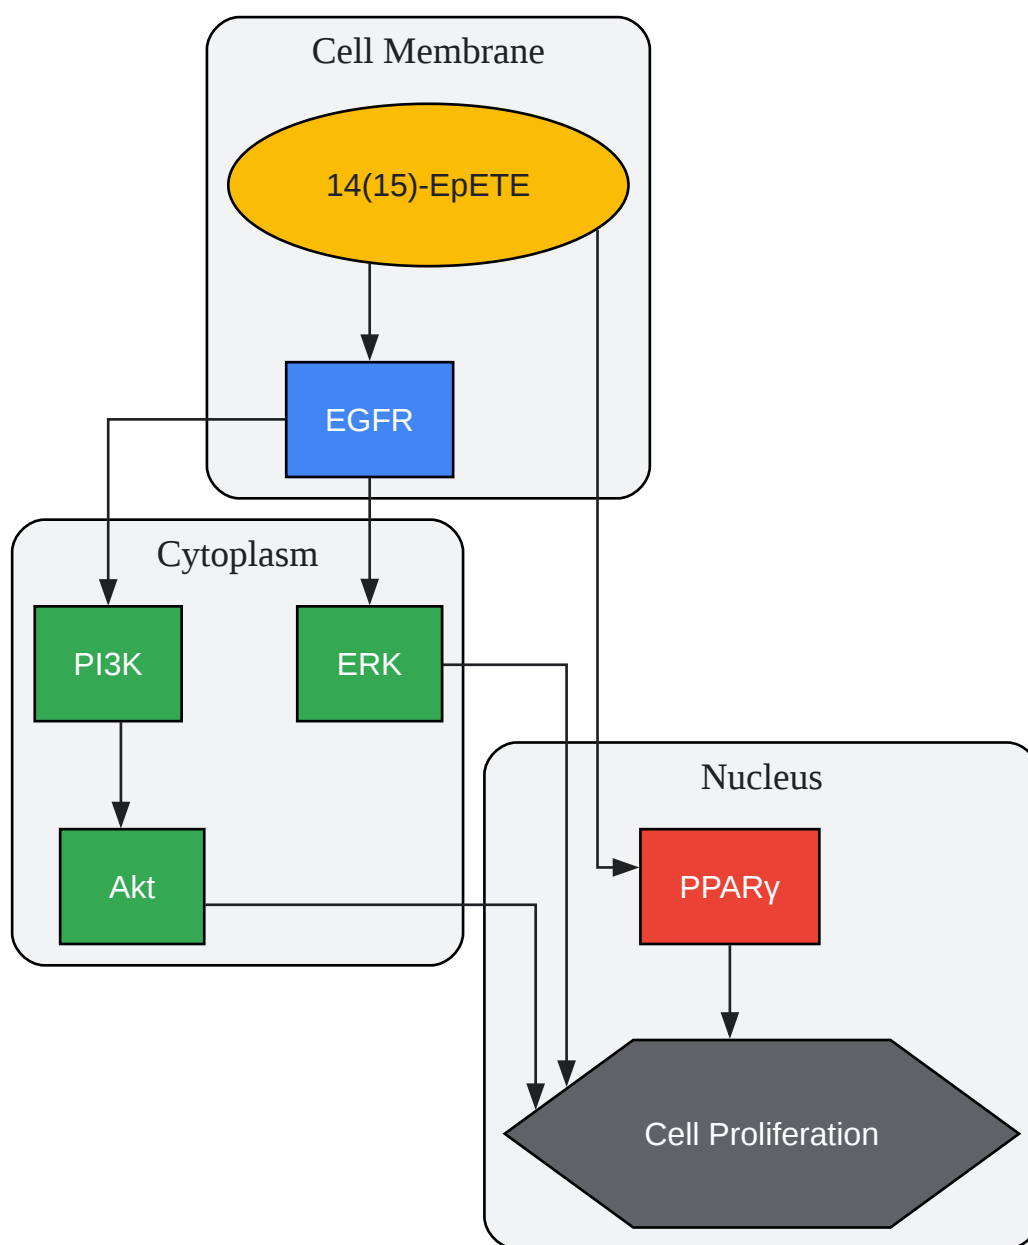 Cell Membrane
14(15)-EpETE
EGFR
Cytoplasm
PI3K
ERK
Akt
Nucleus
PPARγ
Cell Proliferation